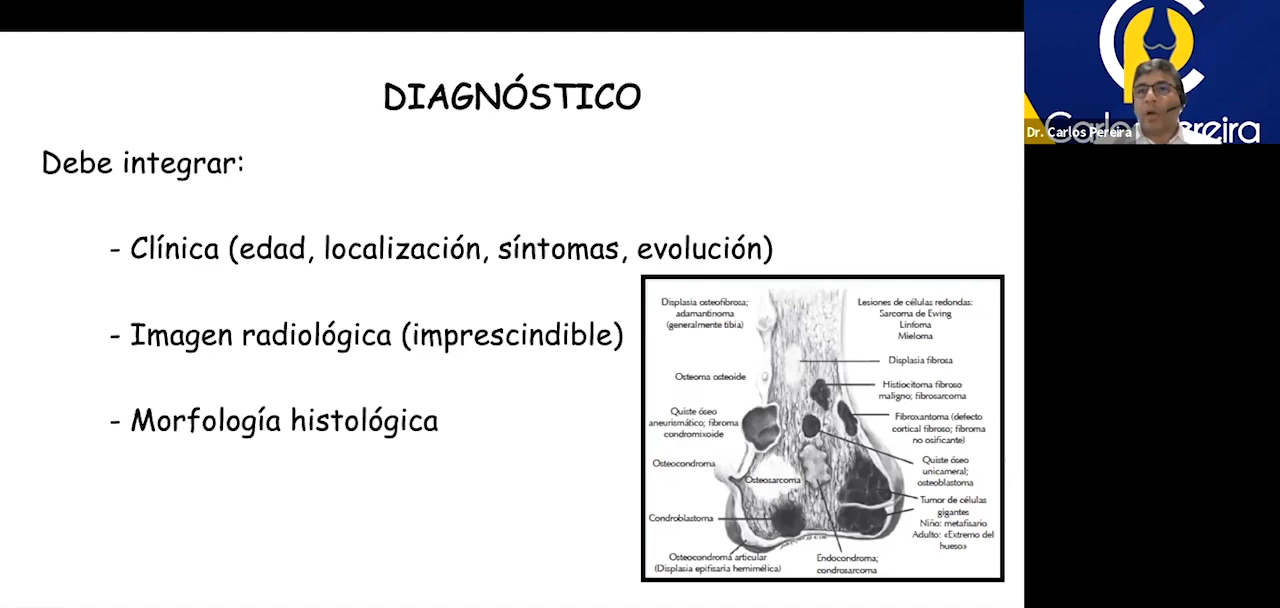 DIAGNÓSTICO
Debe integrar:
- Clínica (edad, localización, síntomas, evolución)
- Imagen radiológica (imprescindible)
- Morfología histológica
Displasia osteofibrosa;
adamantinoma
(generalmente tibia)
Osteoma osteoide
Quiste óseo
aneurismático; fibroma
condromixoide
Osteocondroma
Osteosarcoma
Condroblastoma
Osteocondroma articular
(Displasia epifisaria hemimélica)
Lesiones de células redondas:
Sarcoma de Ewing
Linfoma
Mieloma
Displasia fibrosa
Histiocitoma fibroso
maligno; fibrosarcoma
Fibroxantoma (defecto
cortical fibroso; fibroma
no osificante)
Quiste óseo
unicameral;
osteoblastoma
Tumor de células
gigantes
Niño: metafisario
Adulto: «Extremo del
hueso»
Endocondroma;
condrosarcoma
Dr. Carlos Pereira